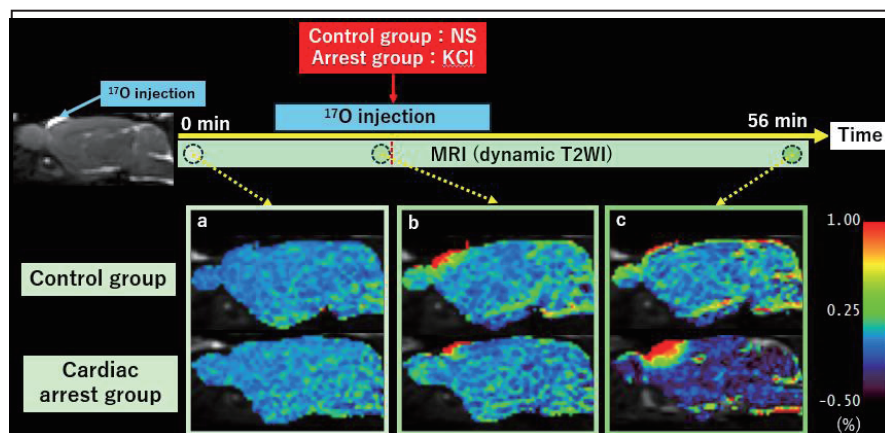 Control group：NS
Arrest group：KCl
¹⁷O injection
¹⁷O injection
0 min
56 min
Time
MRI (dynamic T2WI)
a
b
c
1.00
Control group
0.25
Cardiac
arrest group
-0.50
(%)